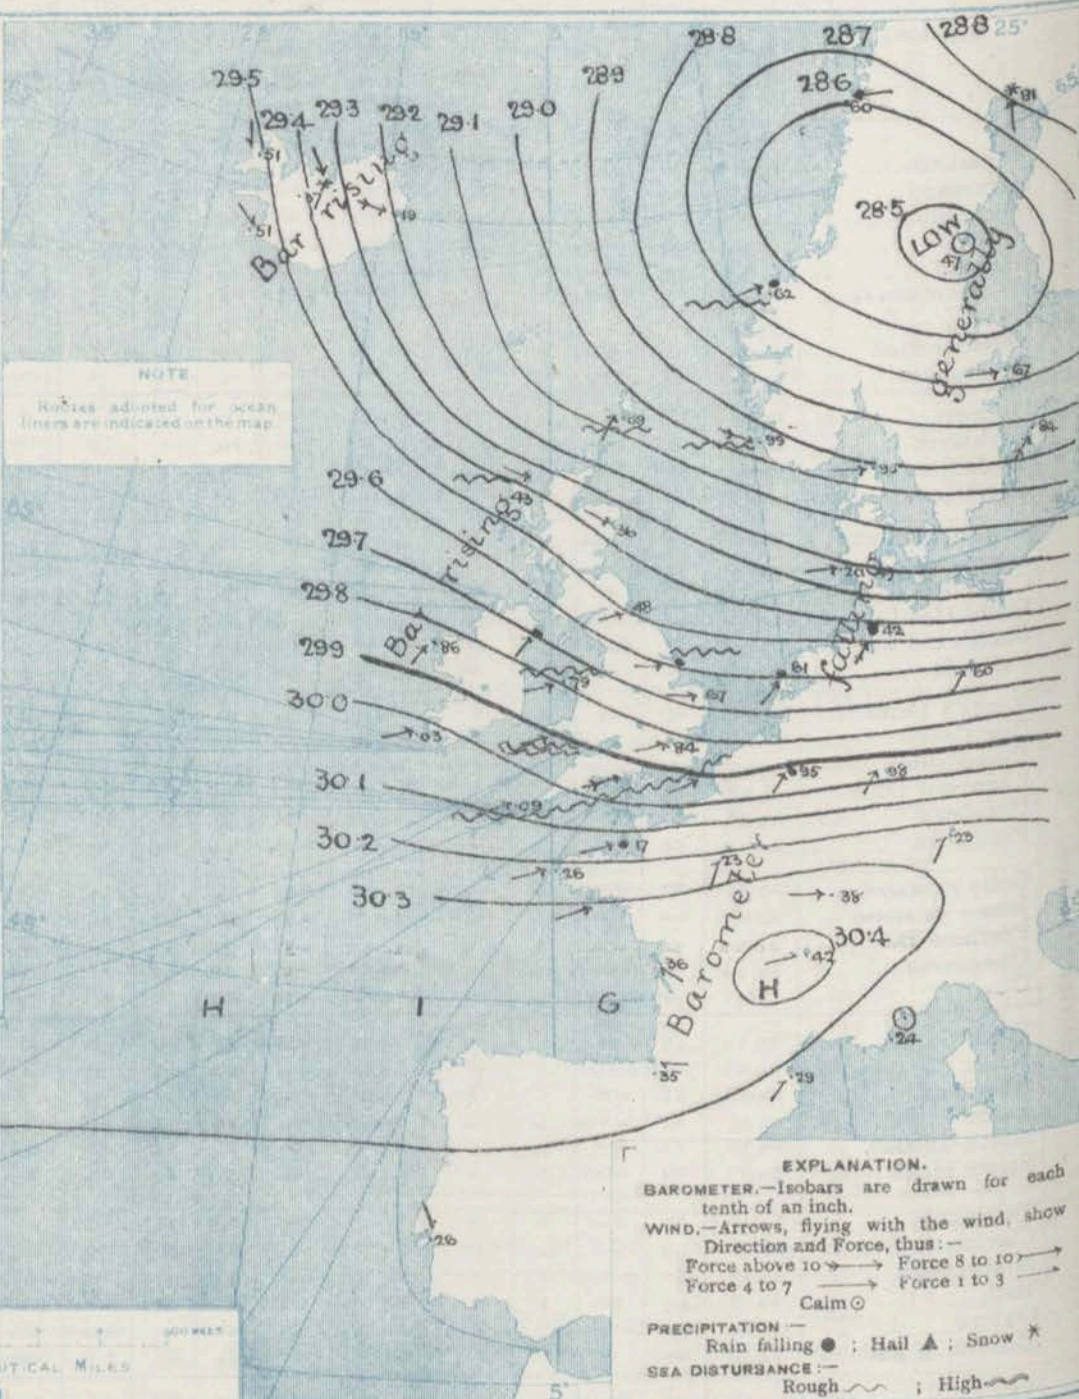 25°
28·8
28·7
28·8
29·5
28·9
28·6
29·4
29·3
29·2
29·1
29·0
·60
·81
65°
·51
rising,
·19
·51
Bar
28·5
LOW
·47
generally
·62
NOTE
Routes adopted for ocean
liners are indicated on the map.
·67
·69
·99
·95
·84
29·6
rising,
·43
·36
29·7
falling
29·8
·48
·42
Bar
29·9
·86
·61
·60
·79
·67
30·0
·03
·84
·95
·98
30·1
·09
30·2
·17
·23
·23
·26
30·3
·38
Barometer
30·4
·42
·36
H
H I G
·24
·35
·29
·26
EXPLANATION.
BAROMETER.—Isobars are drawn for each
tenth of an inch.
WIND.—Arrows, flying with the wind, show
Direction and Force, thus:—
Force above 10 Force 8 to 10
Force 4 to 7 Force 1 to 3
Calm
PRECIPITATION:—
Rain falling ● ; Hail ▲ ; Snow *
SEA DISTURBANCE:—
Rough ; High
MILES
5°